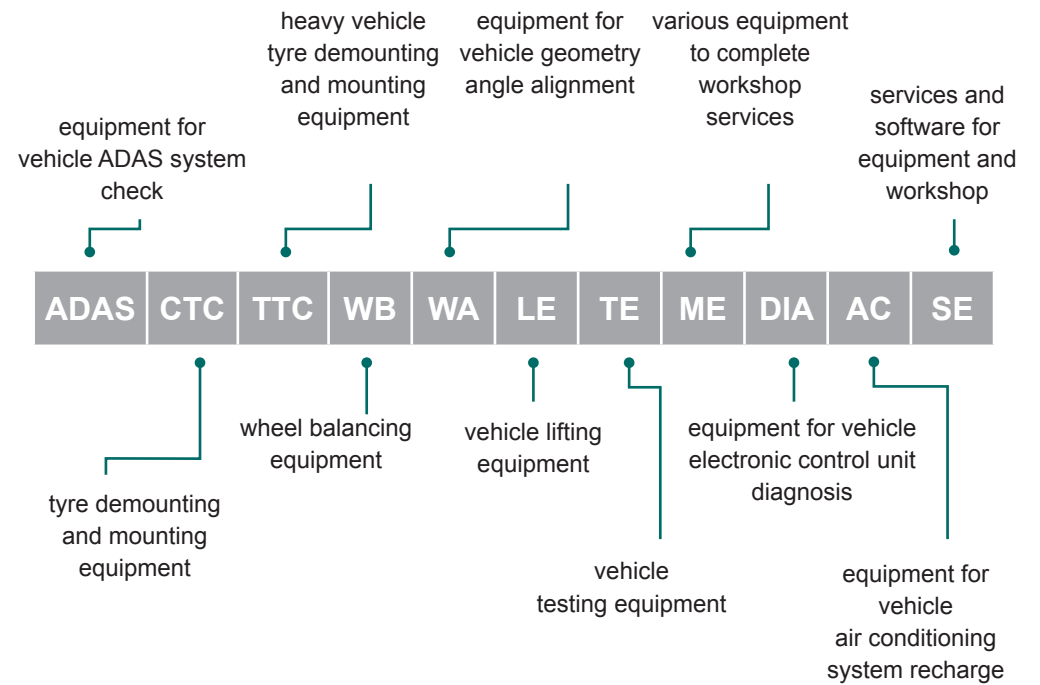 heavy vehicle
tyre demounting
and mounting
equipment
equipment for
vehicle geometry
angle alignment
various equipment
to complete
workshop
services
services and
software for
equipment and
workshop
equipment for
vehicle ADAS system
check
ADAS CTC TTC WB WA LE TE ME DIA AC SE
tyre demounting
and mounting
equipment
wheel balancing
equipment
vehicle lifting
equipment
vehicle
testing equipment
equipment for vehicle
electronic control unit
diagnosis
equipment for
vehicle
air conditioning
system recharge